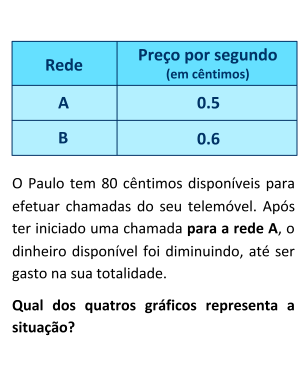 Rede Preço por segundo
(em cêntimos)
A 0.5
B 0.6
O Paulo tem 80 cêntimos disponíveis para
efetuar chamadas do seu telemóvel. Após
ter iniciado uma chamada para a rede A, o
dinheiro disponível foi diminuindo, até ser
gasto na sua totalidade.
Qual dos quatros gráficos representa a
situação?